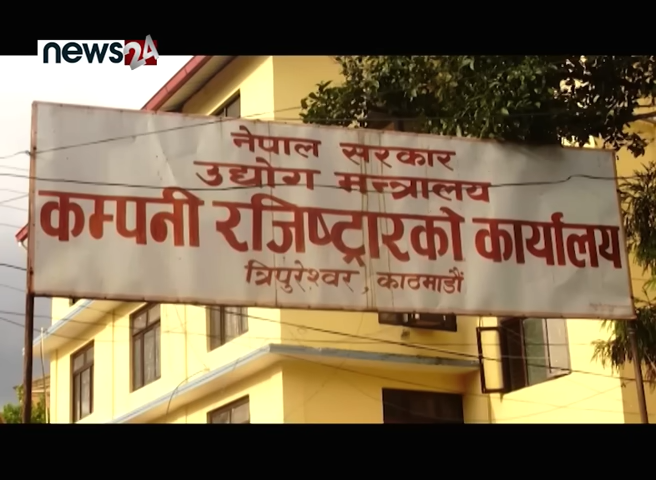 news24
नेपाल सरकार
उद्योग मन्त्रालय
कम्पनी रजिष्ट्रारको कार्यालय
त्रिपुरेश्वर, काठमाडौं